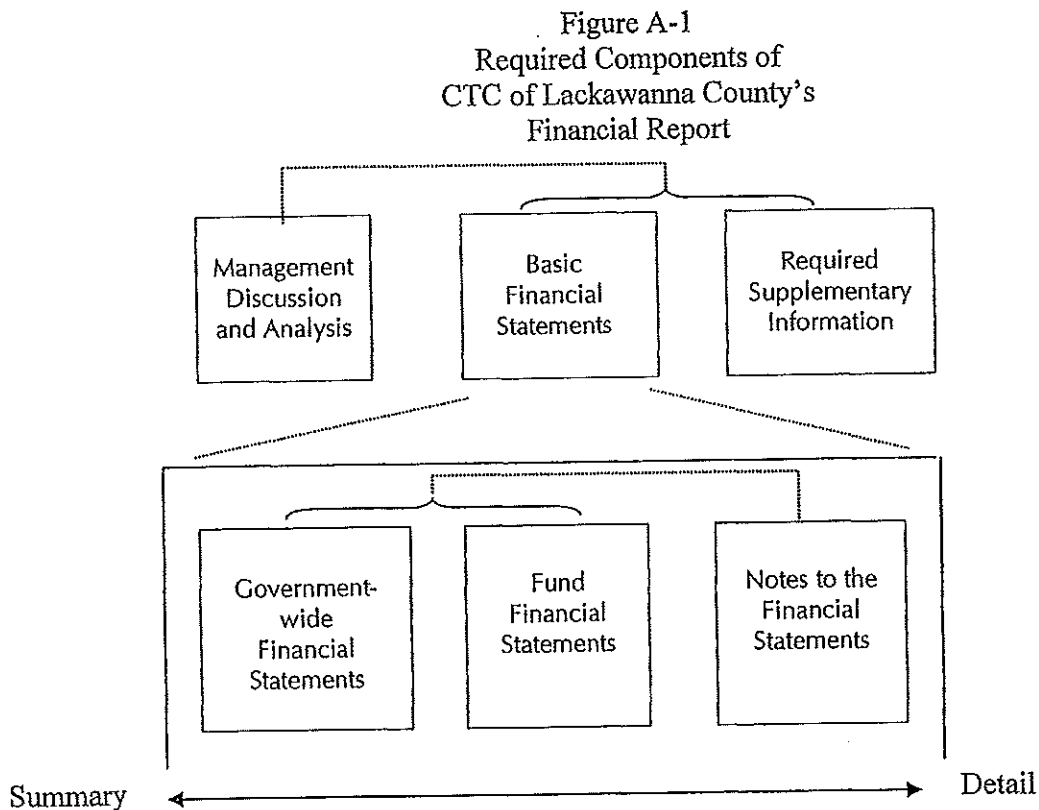 Figure A-1
Required Components of
CTC of Lackawanna County's
Financial Report
Management
Discussion
and Analysis
Basic
Financial
Statements
Required
Supplementary
Information
Government-
wide
Financial
Statements
Fund
Financial
Statements
Notes to the
Financial
Statements
Summary
Detail